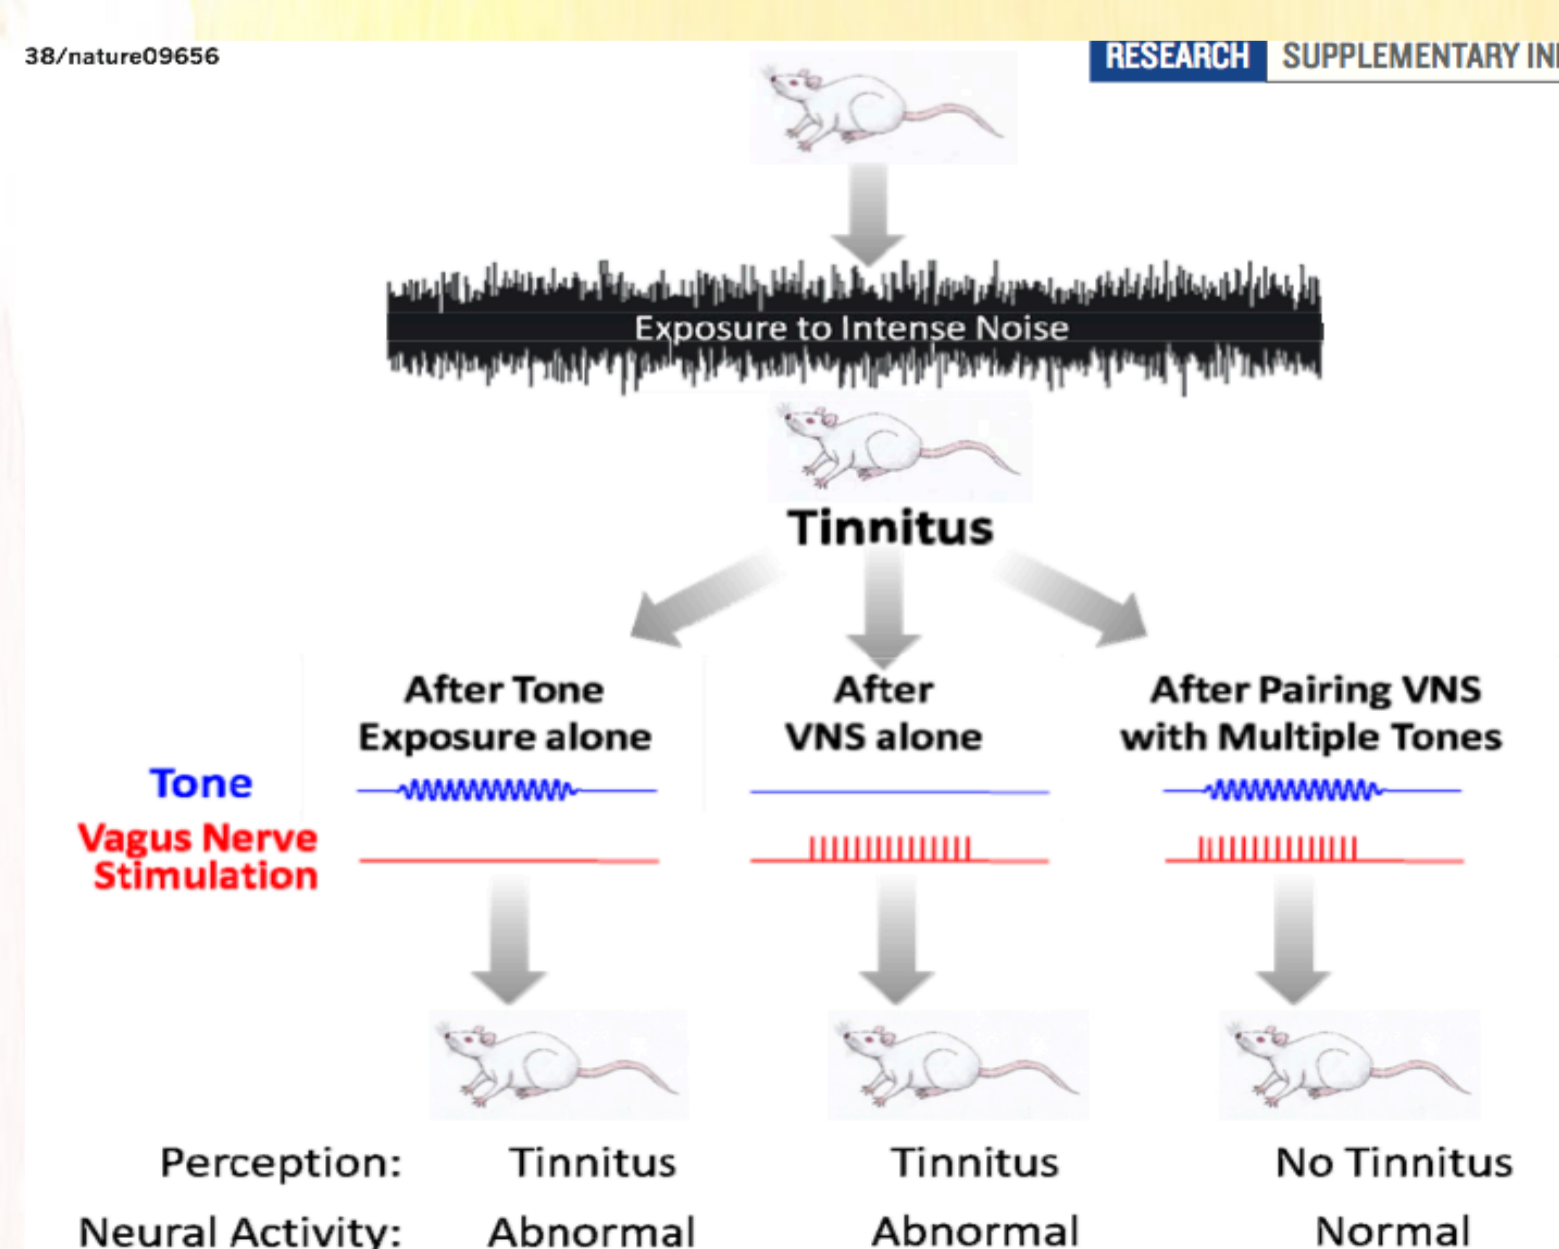 38/nature09656
RESEARCH SUPPLEMENTARY
Exposure to Intense Noise
Tinnitus
After Tone
Exposure alone
After
VNS alone
After Pairing VNS
with Multiple Tones
Tone
Vagus Nerve
Stimulation
Perception: Tinnitus Tinnitus No Tinnitus
Neural Activity: Abnormal Abnormal Normal